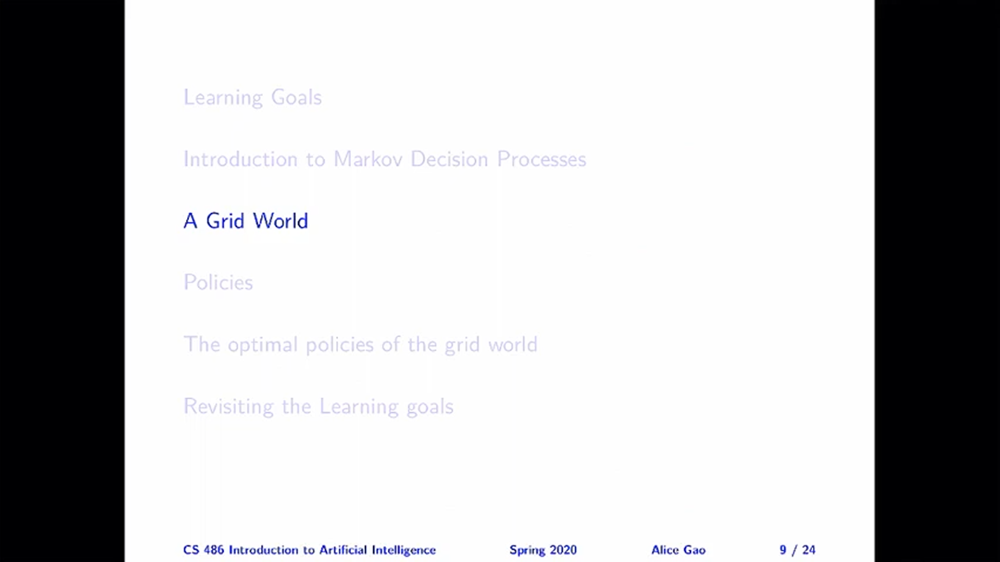 Learning Goals
Introduction to Markov Decision Processes
A Grid World
Policies
The optimal policies of the grid world
Revisiting the Learning goals
CS 486 Introduction to Artificial Intelligence Spring 2020 Alice Gao 9 / 24